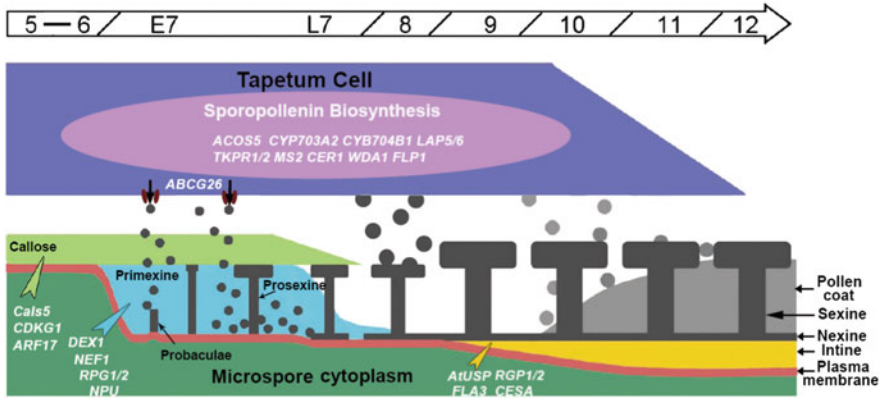 5 — 6 / E7 L7 / 8 / 9 / 10 / 11 / 12
Tapetum Cell
Sporopollenin Biosynthesis
ACOS5 CYP703A2 CYB704B1 LAP5/6
TKPR1/2 MS2 CER1 WDA1 FLP1
ABCG26
Callose
Primexine
Prosexine
Probaculae
Cals5
CDKG1
ARF17
DEX1
NEF1
RPG1/2
NPU
Microspore cytoplasm
AtUSP RGP1/2
FLA3 CESA
Pollen
coat
Sexine
Nexine
Intine
Plasma
membrane